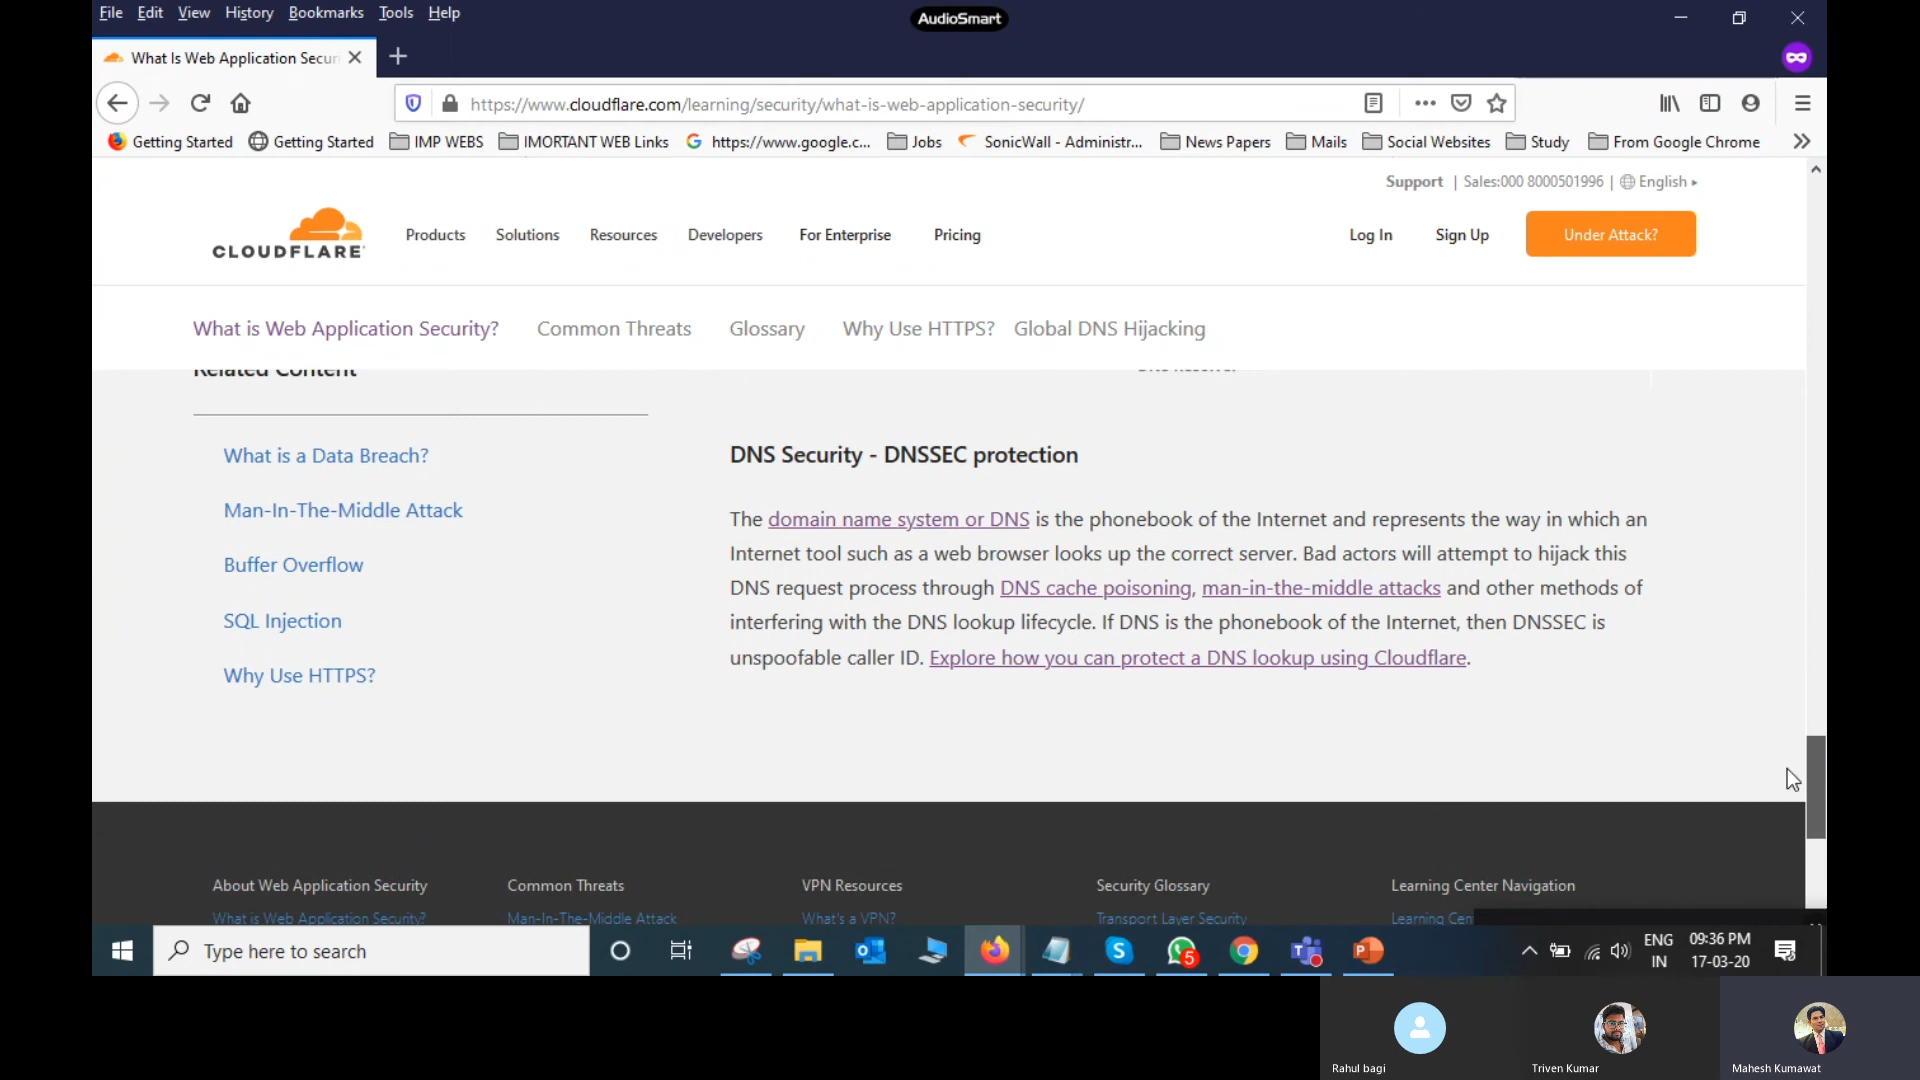 File Edit View History Bookmarks Tools Help
AudioSmart
What Is Web Application Secur
https://www.cloudflare.com/learning/security/what-is-web-application-security/
Getting Started Getting Started IMP WEBS IMORTANT WEB Links https://www.google.c... Jobs SonicWall - Administr... News Papers Mails Social Websites Study From Google Chrome
Support | Sales:000 8000501996 | English
CLOUDFLARE Products Solutions Resources Developers For Enterprise Pricing Log In Sign Up Under Attack?
What is Web Application Security? Common Threats Glossary Why Use HTTPS? Global DNS Hijacking
Related Content
What is a Data Breach?
Man-In-The-Middle Attack
Buffer Overflow
SQL Injection
Why Use HTTPS?
DNS Resolver
DNS Security - DNSSEC protection
The domain name system or DNS is the phonebook of the Internet and represents the way in which an
Internet tool such as a web browser looks up the correct server. Bad actors will attempt to hijack this
DNS request process through DNS cache poisoning, man-in-the-middle attacks and other methods of
interfering with the DNS lookup lifecycle. If DNS is the phonebook of the Internet, then DNSSEC is
unspoofable caller ID. Explore how you can protect a DNS lookup using Cloudflare.
About Web Application Security Common Threats VPN Resources Security Glossary Learning Center Navigation
What is Web Application Security? Man-In-The-Middle Attack What's a VPN? Transport Layer Security Learning Cen
Type here to search
5
ENG
IN
09:36 PM
17-03-20
Rahul bagi Triven Kumar Mahesh Kumawat